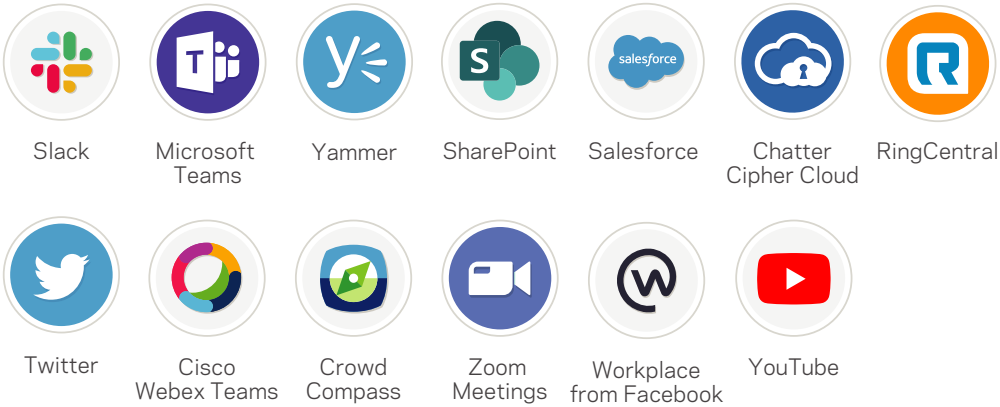 T
y
S
salesforce
R
Slack
Microsoft
Teams
Yammer
SharePoint
Salesforce
Chatter
Cipher Cloud
RingCentral
W
Twitter
Cisco
Webex Teams
Crowd
Compass
Zoom
Meetings
Workplace
from Facebook
YouTube